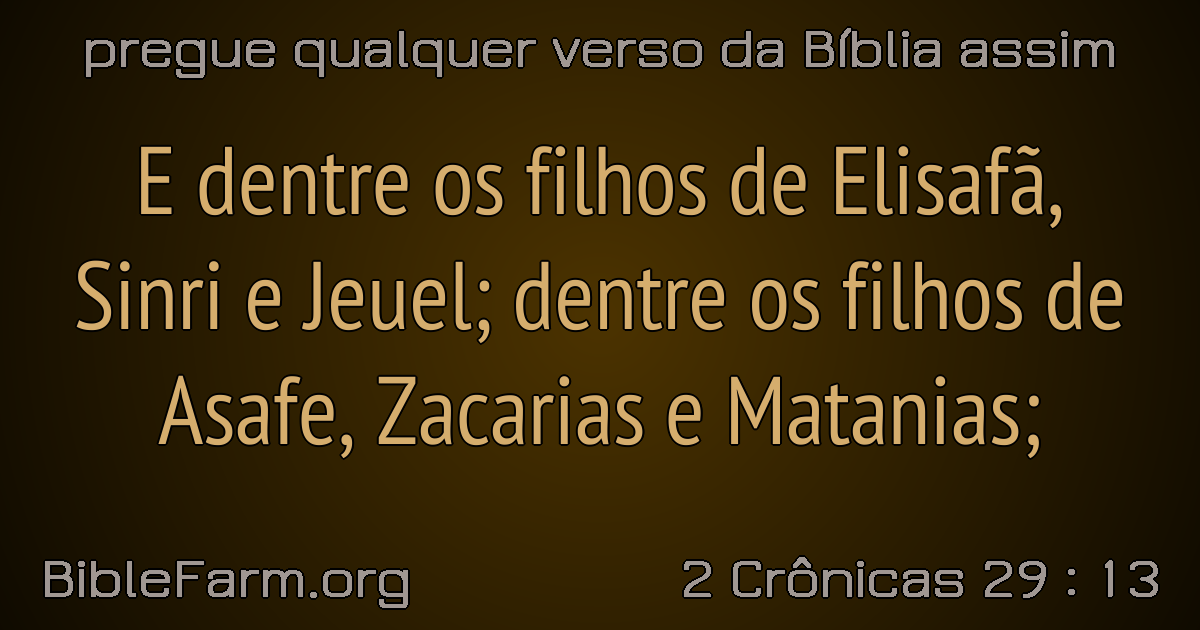 pregue qualquer verso da Bíblia assim
E dentre os filhos de Elisafã,
Sinri e Jeuel; dentre os filhos de
Asafe, Zacarias e Matanias;
BibleFarm.org
2 Crônicas 29 : 13